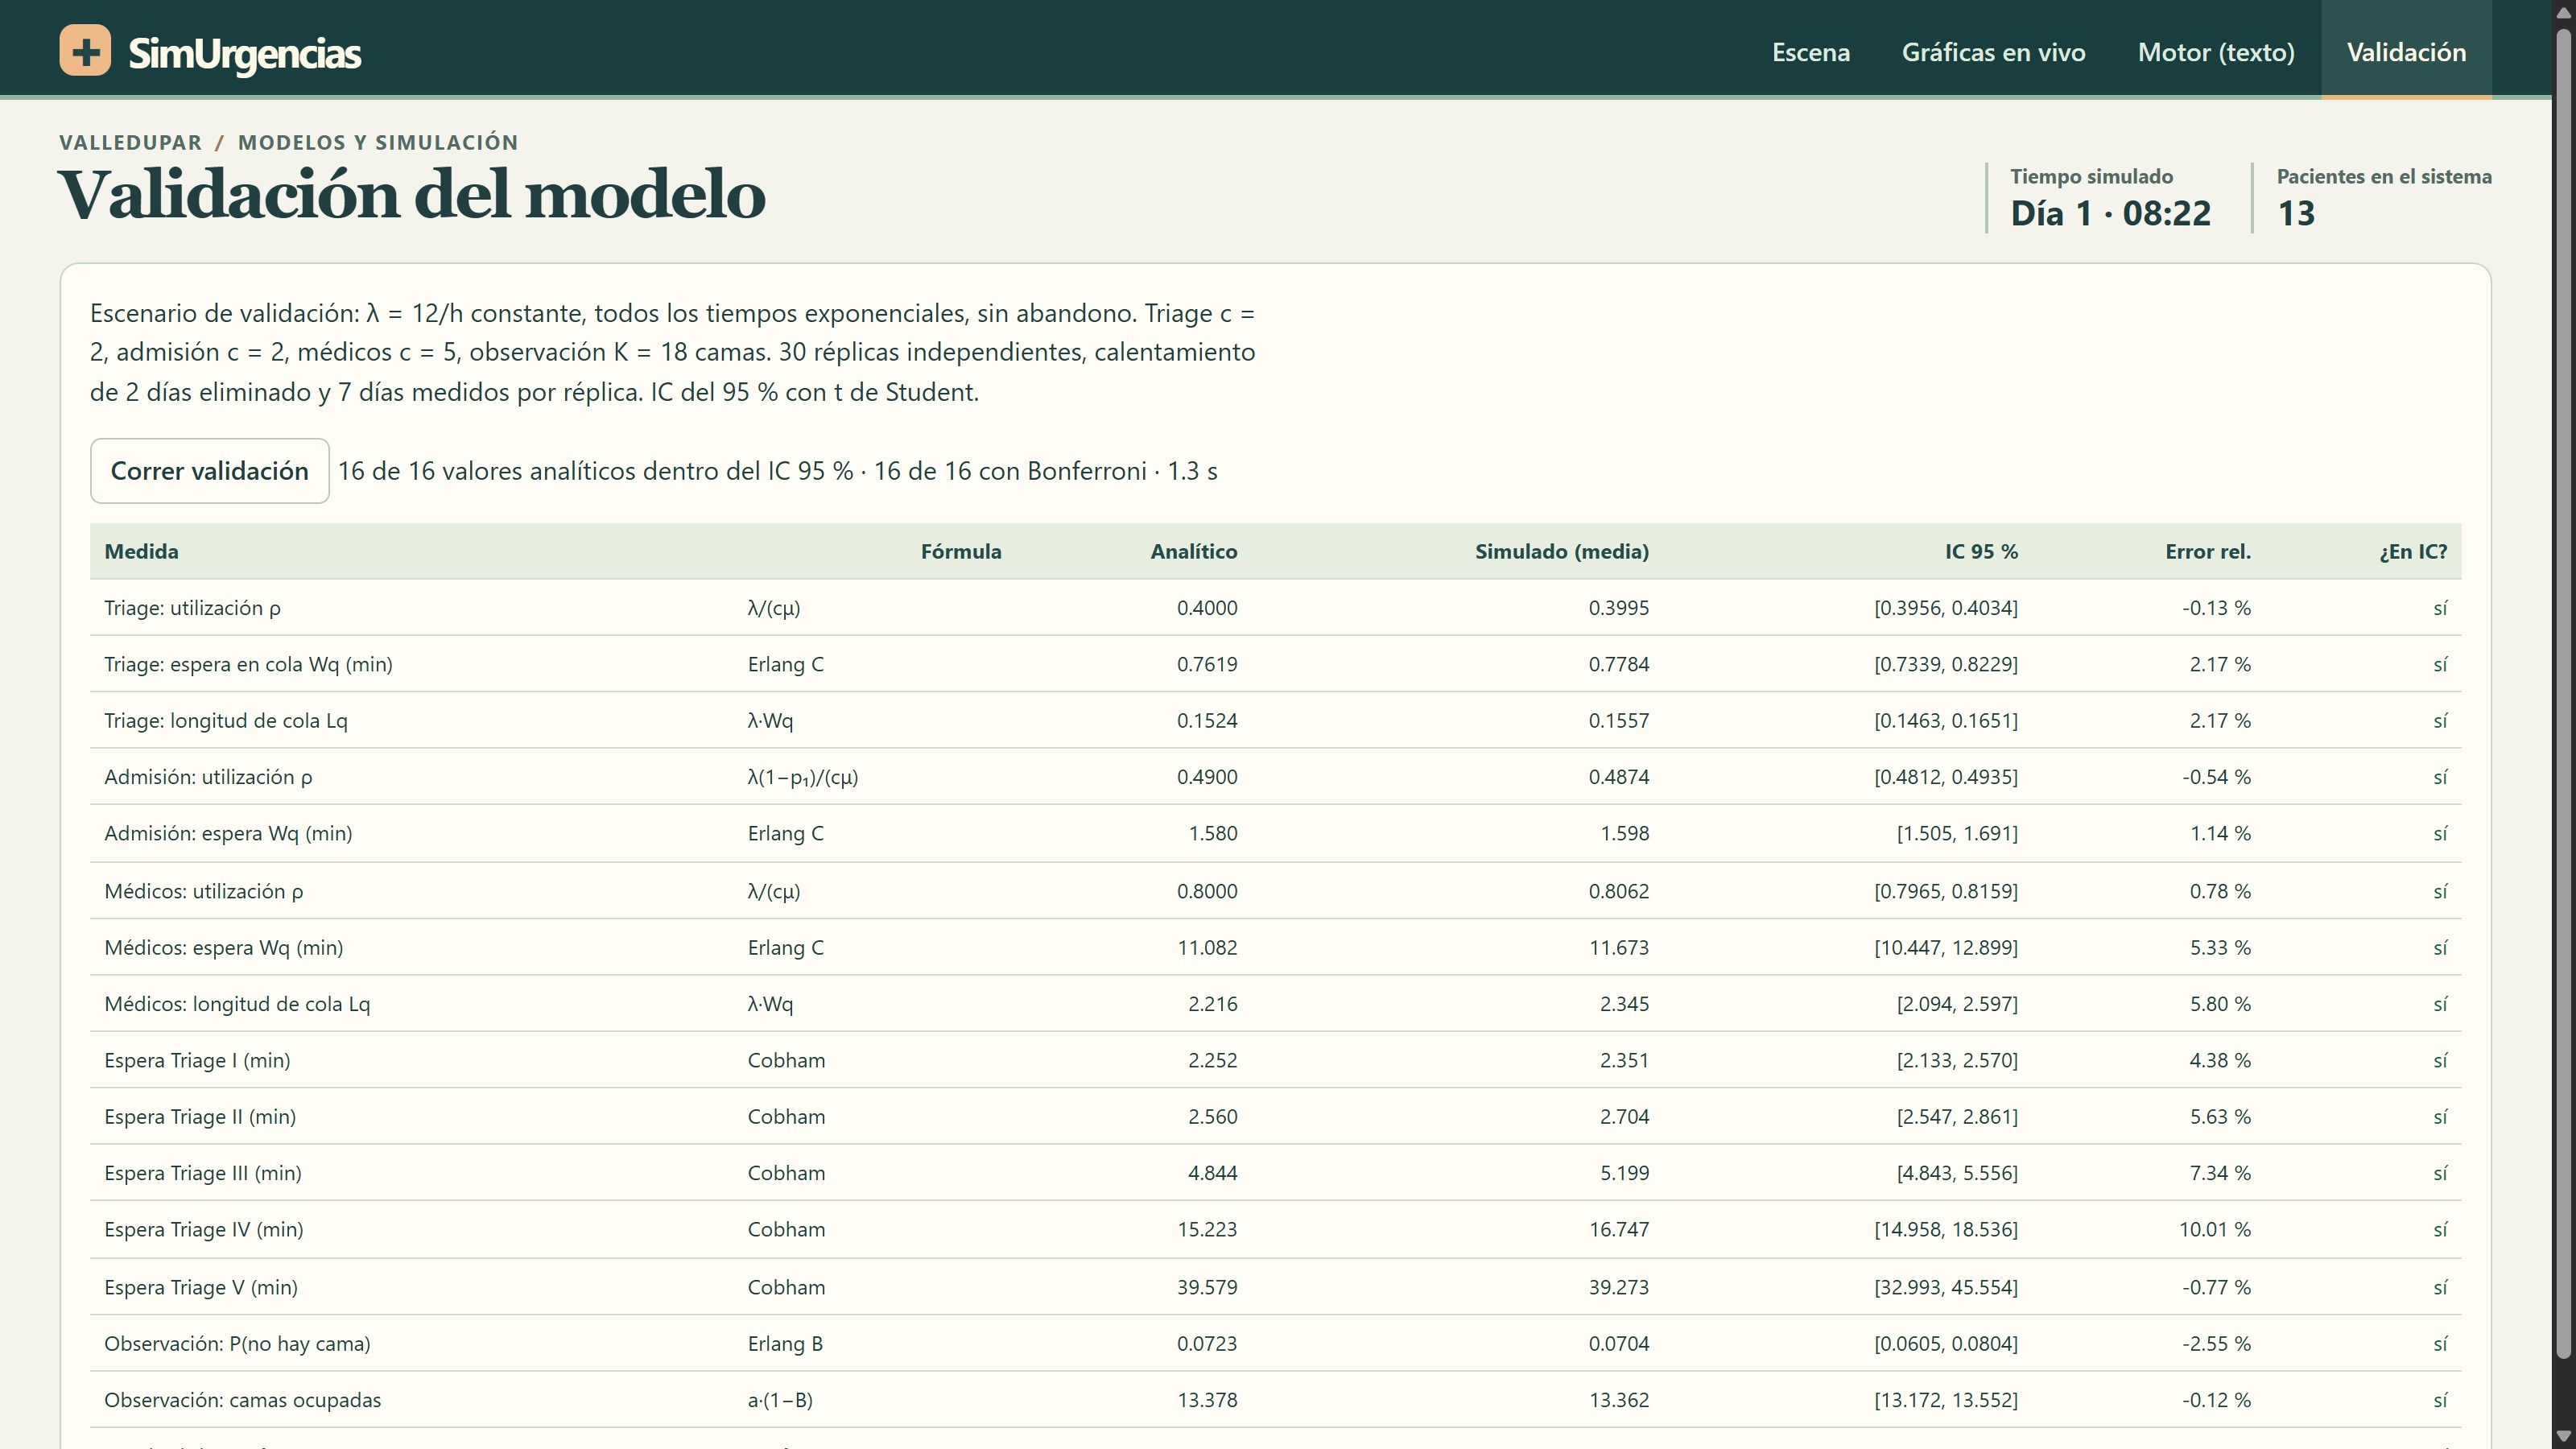 SimUrgencias
Escena Gráficas en vivo Motor (texto) Validación
VALLEDUPAR / MODELOS Y SIMULACIÓN
Validación del modelo
Tiempo simulado
Día 1 · 08:22
Pacientes en el sistema
13
Escenario de validación: λ = 12/h constante, todos los tiempos exponenciales, sin abandono. Triage c =
2, admisión c = 2, médicos c = 5, observación K = 18 camas. 30 réplicas independientes, calentamiento
de 2 días eliminado y 7 días medidos por réplica. IC del 95 % con t de Student.
Correr validación 16 de 16 valores analíticos dentro del IC 95 % · 16 de 16 con Bonferroni · 1.3 s
Medida Fórmula Analítico Simulado (media) IC 95 % Error rel. ¿En IC?
Triage: utilización ρ λ/(cμ) 0.4000 0.3995 [0.3956, 0.4034] -0.13 % sí
Triage: espera en cola Wq (min) Erlang C 0.7619 0.7784 [0.7339, 0.8229] 2.17 % sí
Triage: longitud de cola Lq λ·Wq 0.1524 0.1557 [0.1463, 0.1651] 2.17 % sí
Admisión: utilización ρ λ(1−p₁)/(cμ) 0.4900 0.4874 [0.4812, 0.4935] -0.54 % sí
Admisión: espera Wq (min) Erlang C 1.580 1.598 [1.505, 1.691] 1.14 % sí
Médicos: utilización ρ λ/(cμ) 0.8000 0.8062 [0.7965, 0.8159] 0.78 % sí
Médicos: espera Wq (min) Erlang C 11.082 11.673 [10.447, 12.899] 5.33 % sí
Médicos: longitud de cola Lq λ·Wq 2.216 2.345 [2.094, 2.597] 5.80 % sí
Espera Triage I (min) Cobham 2.252 2.351 [2.133, 2.570] 4.38 % sí
Espera Triage II (min) Cobham 2.560 2.704 [2.547, 2.861] 5.63 % sí
Espera Triage III (min) Cobham 4.844 5.199 [4.843, 5.556] 7.34 % sí
Espera Triage IV (min) Cobham 15.223 16.747 [14.958, 18.536] 10.01 % sí
Espera Triage V (min) Cobham 39.579 39.273 [32.993, 45.554] -0.77 % sí
Observación: P(no hay cama) Erlang B 0.0723 0.0704 [0.0605, 0.0804] -2.55 % sí
Observación: camas ocupadas a·(1−B) 13.378 13.362 [13.172, 13.552] -0.12 % sí